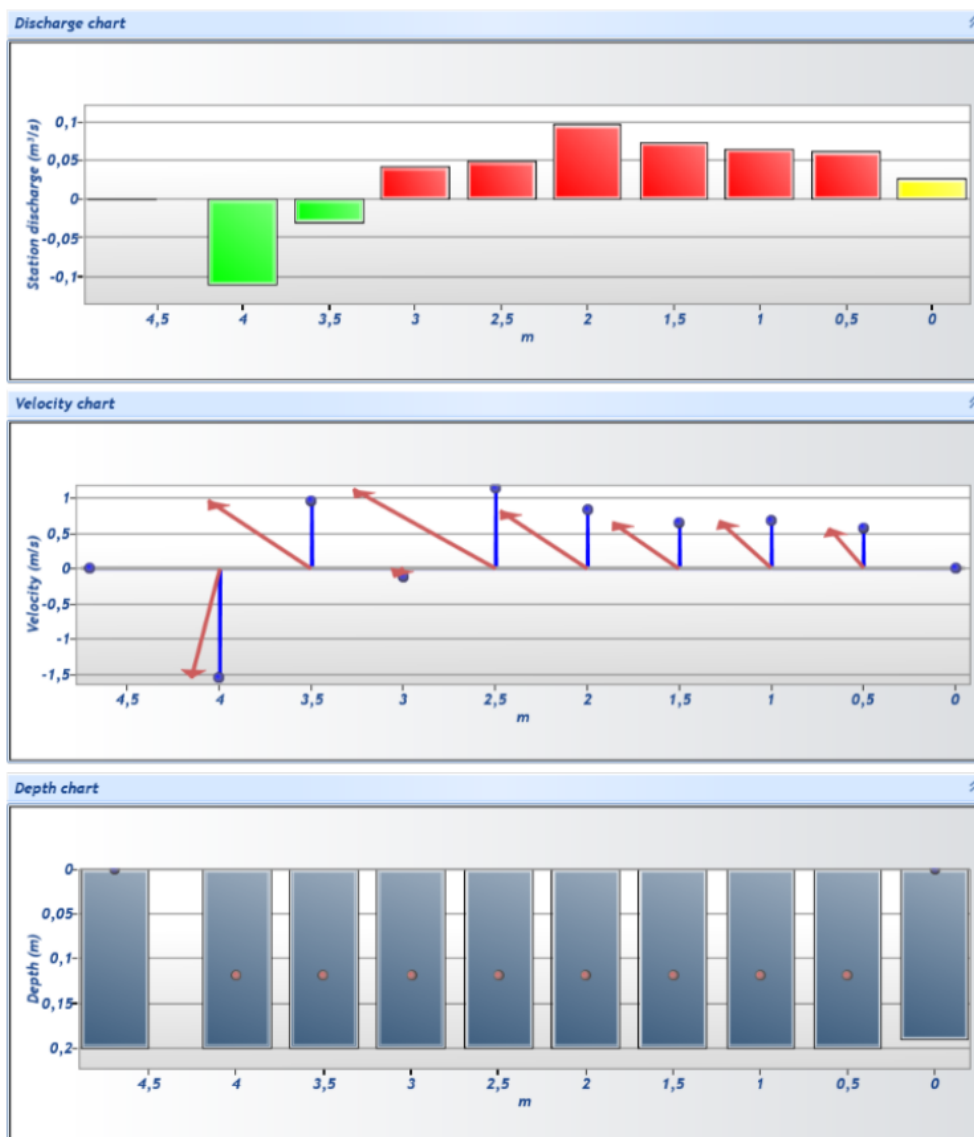 Discharge chart
Station discharge (m³/s)
0,1
0,05
0
-0,05
-0,1
4,5 4 3,5 3 2,5 2 1,5 1 0,5 0
m
Velocity chart
Velocity (m/s)
1
0,5
0
-0,5
-1
-1,5
4,5 4 3,5 3 2,5 2 1,5 1 0,5 0
m
Depth chart
Depth (m)
0
0,05
0,1
0,15
0,2
4,5 4 3,5 3 2,5 2 1,5 1 0,5 0
m